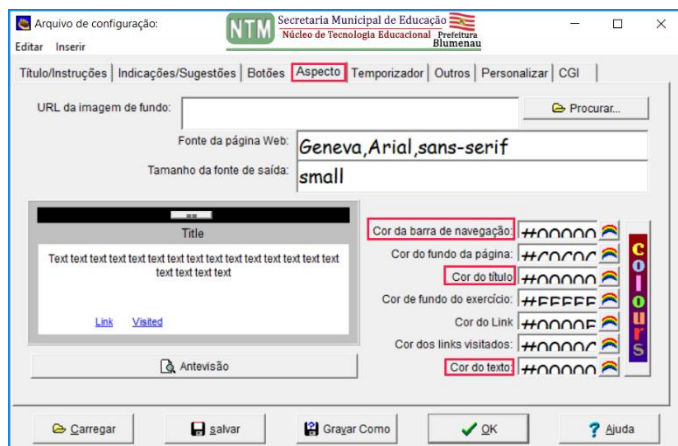 Arquivo de configuração:
NTM Secretaria Municipal de Educação
Núcleo de Tecnologia Educacional
Prefeitura
Blumenau
Editar Inserir
Título/Instruções Indicações/Sugestões Botões Aspecto Temporizador Outros Personalizar CGI
URL da imagem de fundo: Procurar...
Fonte da página Web: Geneva,Arial,sans-serif
Tamanho da fonte de saída: small
Title
Text text text text text text text text text text text text text text text
text text text text
Link Visited
Antevisão
Cor da barra de navegação:
Cor do fundo da página:
Cor do título
Cor de fundo do exercício:
Cor do Link
Cor dos links visitados:
Cor do texto:
colours
Carregar salvar Gravar Como OK Ajuda